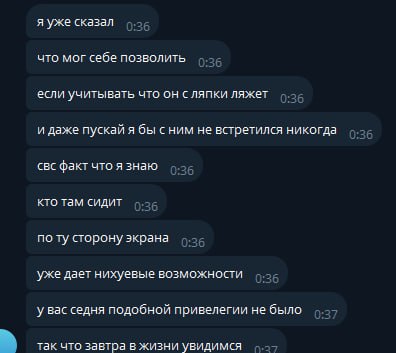 я уже сказал 0:36
что мог себе позволить 0:36
если учитывать что он с ляпки ляжет 0:36
и даже пускай я бы с ним не встретился никогда 0:36
свс факт что я знаю 0:36
кто там сидит 0:36
по ту сторону экрана 0:36
уже дает нихуевые возможности 0:36
у вас седня подобной привелегии не было 0:37
так что завтра в жизни увидимся 0:37